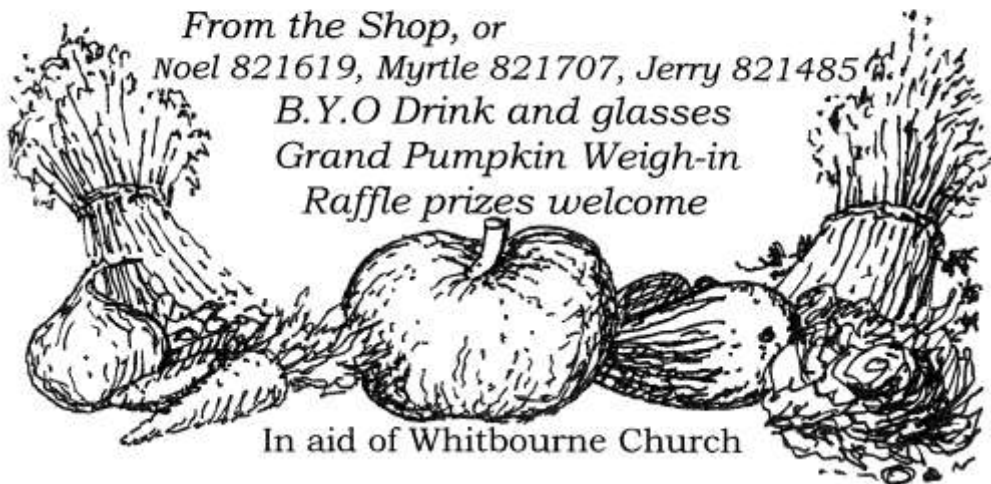 From the Shop, or
Noel 821619, Myrtle 821707, Jerry 821485
B.Y.O Drink and glasses
Grand Pumpkin Weigh-in
Raffle prizes welcome
In aid of Whitbourne Church